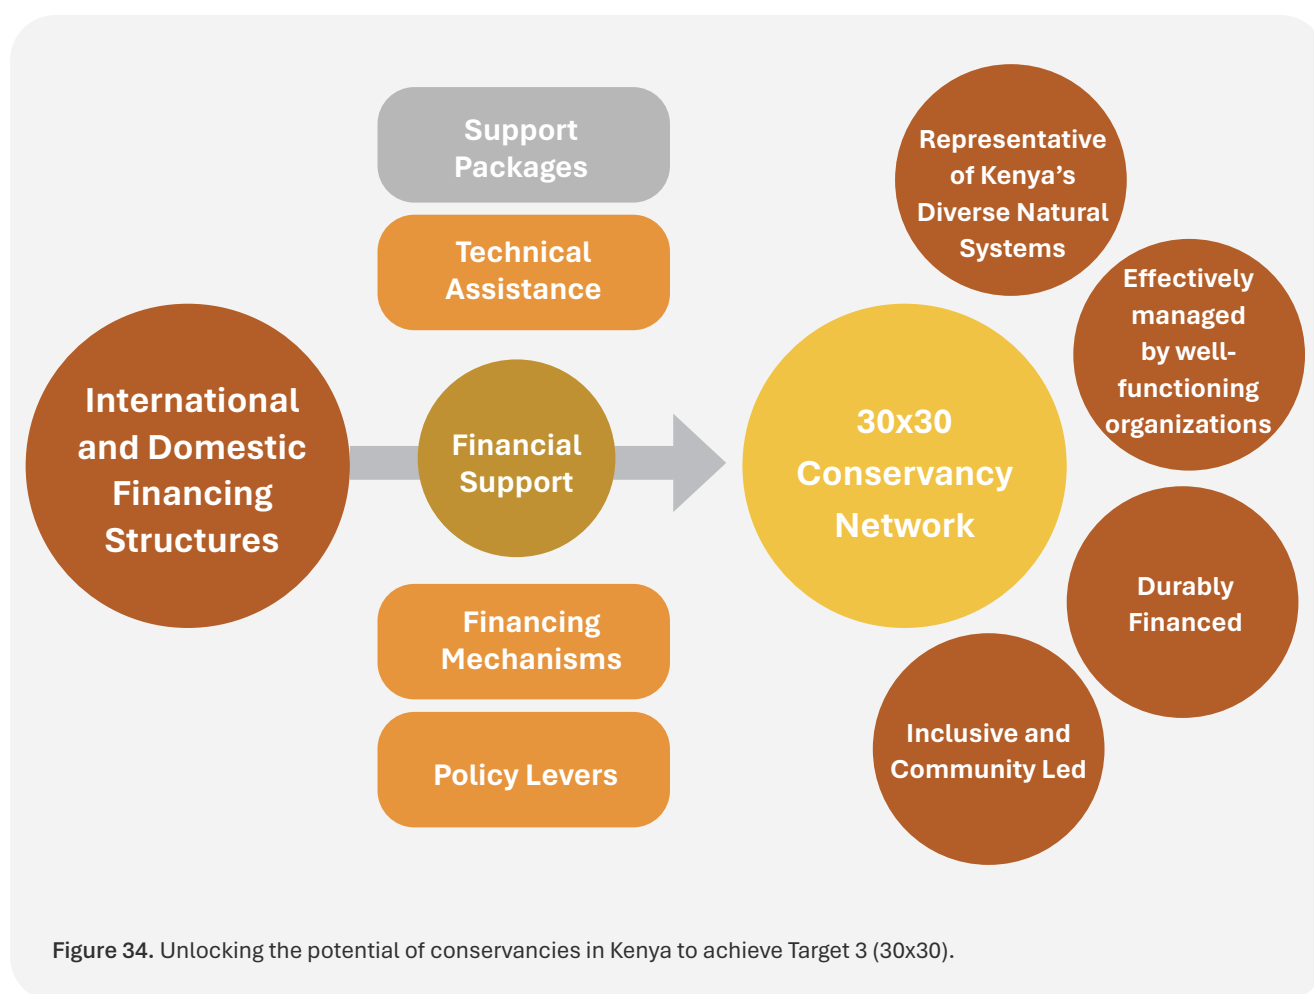 Support
Packages
Technical
Assistance
International
and Domestic
Financing
Structures
Financial
Support
Financing
Mechanisms
Policy Levers
30x30
Conservancy
Network
Representative
of Kenya’s
Diverse Natural
Systems
Effectively
managed
by well-
functioning
organizations
Durably
Financed
Inclusive and
Community Led
Figure 34. Unlocking the potential of conservancies in Kenya to achieve Target 3 (30x30).